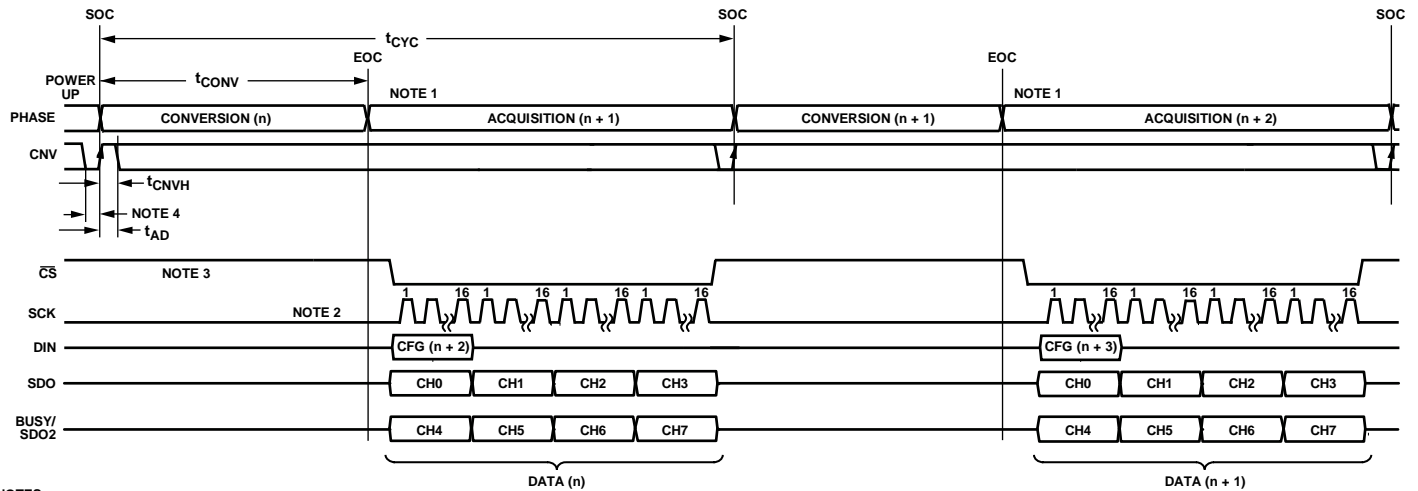 SOC SOC SOC
tCYC
EOC EOC
POWER UP tCONV
NOTE 1 NOTE 1
PHASE CONVERSION (n) ACQUISITION (n + 1) CONVERSION (n + 1) ACQUISITION (n + 2)
CNV
tCNVH
NOTE 4
tAD
CS NOTE 3
1 16 1 16 1 16 1 16 1 16 1 16 1 16 1 16
SCK NOTE 2
DIN CFG (n + 2) CFG (n + 3)
SDO CH0 CH1 CH2 CH3 CH0 CH1 CH2 CH3
BUSY/
SDO2 CH4 CH5 CH6 CH7 CH4 CH5 CH6 CH7
DATA (n) DATA (n + 1)